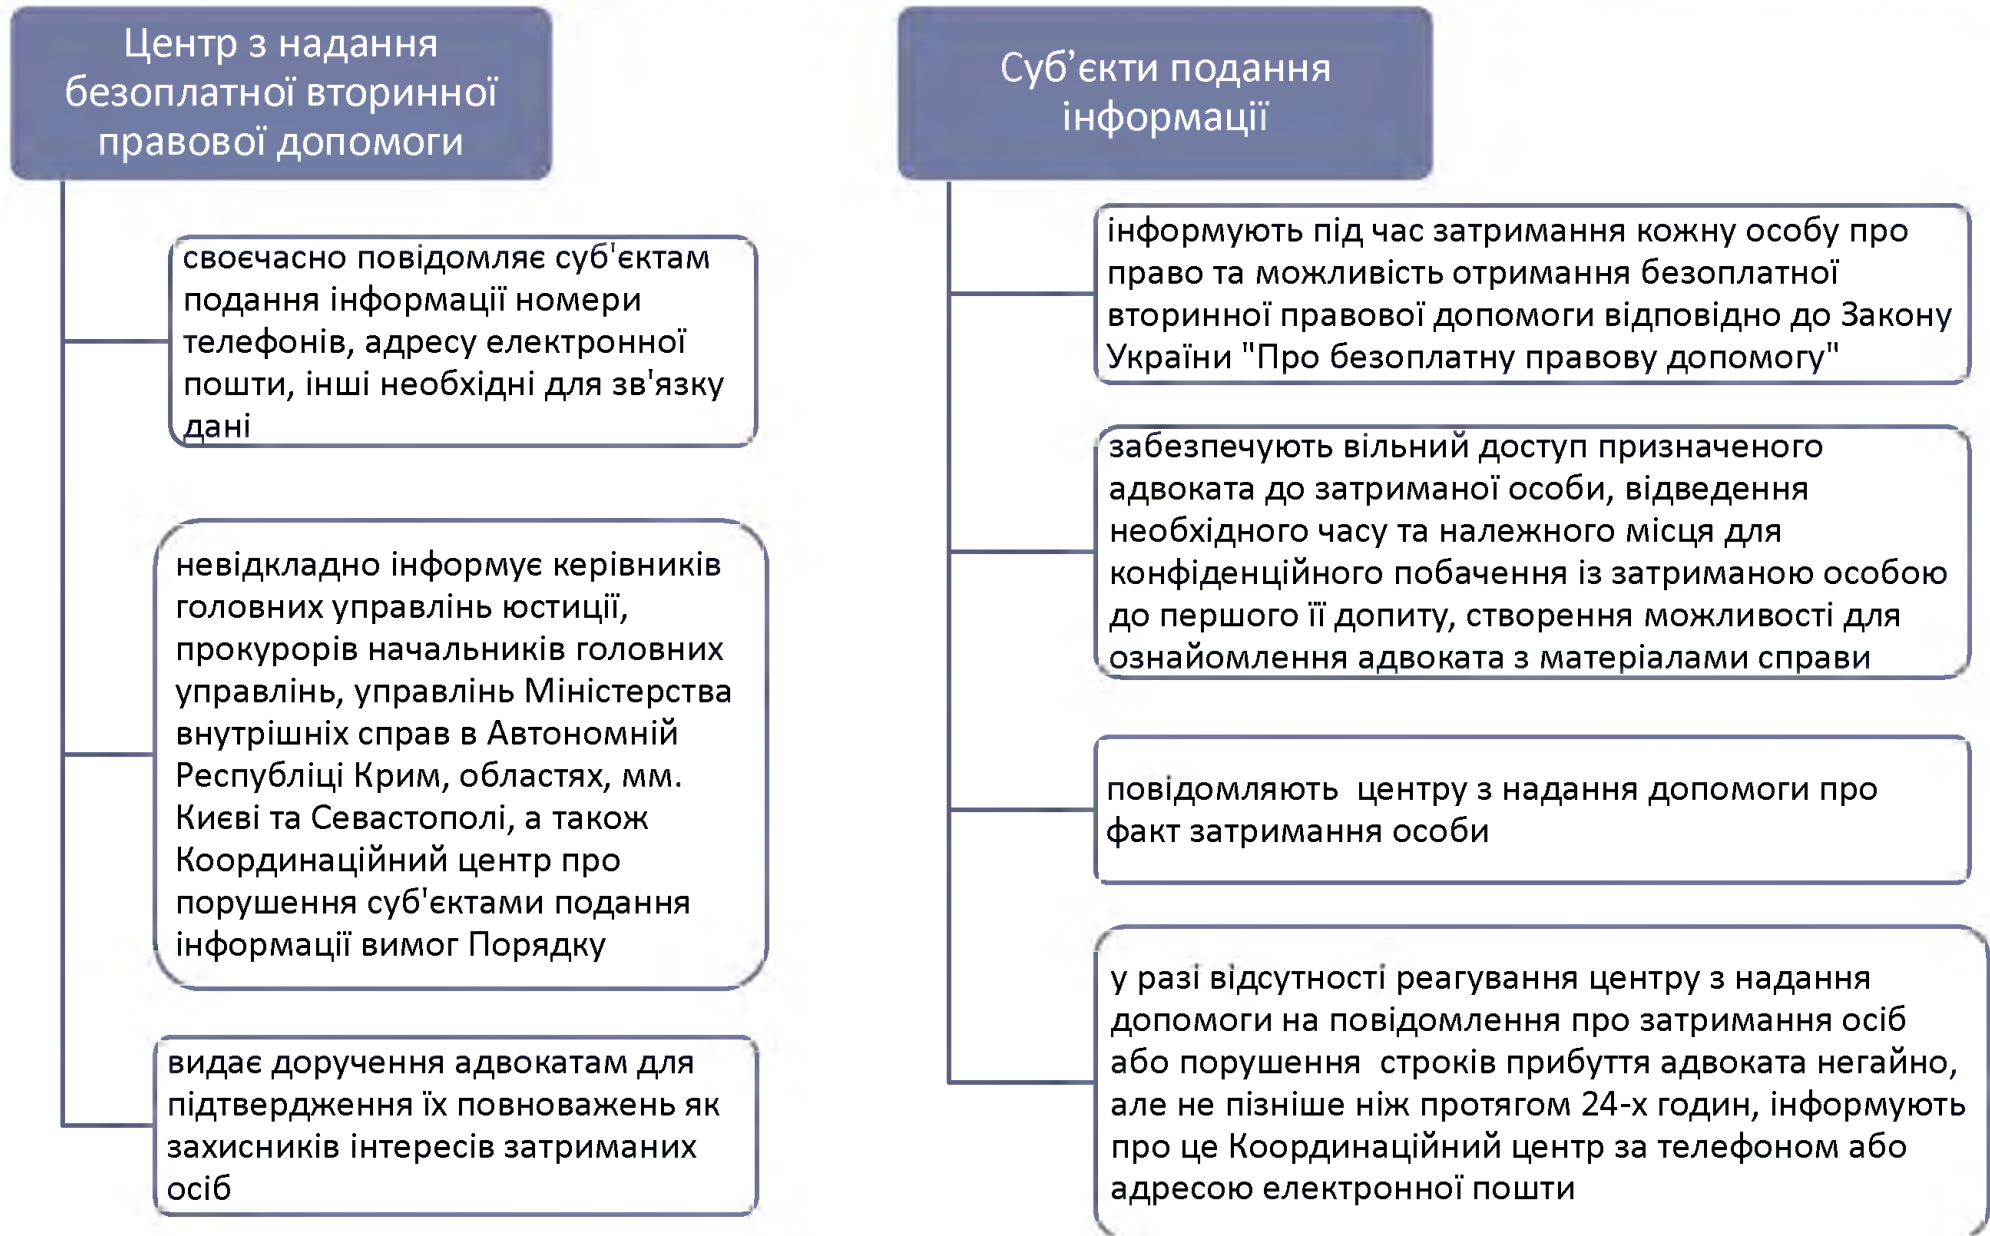 Центр з надання
безоплатної вторинної
правової допомоги
своєчасно повідомляє суб'єктам
подання інформації номери
телефонів, адресу електронної
пошти, інші необхідні для зв'язку
дані
невідкладно інформує керівників
головних управлінь юстиції,
прокурорів начальників головних
управлінь, управлінь Міністерства
внутрішніх справ в Автономній
Республіці Крим, областях, мм.
Києві та Севастополі, а також
Координаційний центр про
порушення суб'єктами подання
інформації вимог Порядку
видає доручення адвокатам для
підтвердження їх повноважень як
захисників інтересів затриманих
осіб
Суб’єкти подання
інформації
інформують під час затримання кожну особу про
право та можливість отримання безоплатної
вторинної правової допомоги відповідно до Закону
України "Про безоплатну правову допомогу"
забезпечують вільний доступ призначеного
адвоката до затриманої особи, відведення
необхідного часу та належного місця для
конфіденційного побачення із затриманою особою
до першого її допиту, створення можливості для
ознайомлення адвоката з матеріалами справи
повідомляють центру з надання допомоги про
факт затримання особи
у разі відсутності реагування центру з надання
допомоги на повідомлення про затримання осіб
або порушення строків прибуття адвоката негайно,
але не пізніше ніж протягом 24-х годин, інформують
про це Координаційний центр за телефоном або
адресою електронної пошти